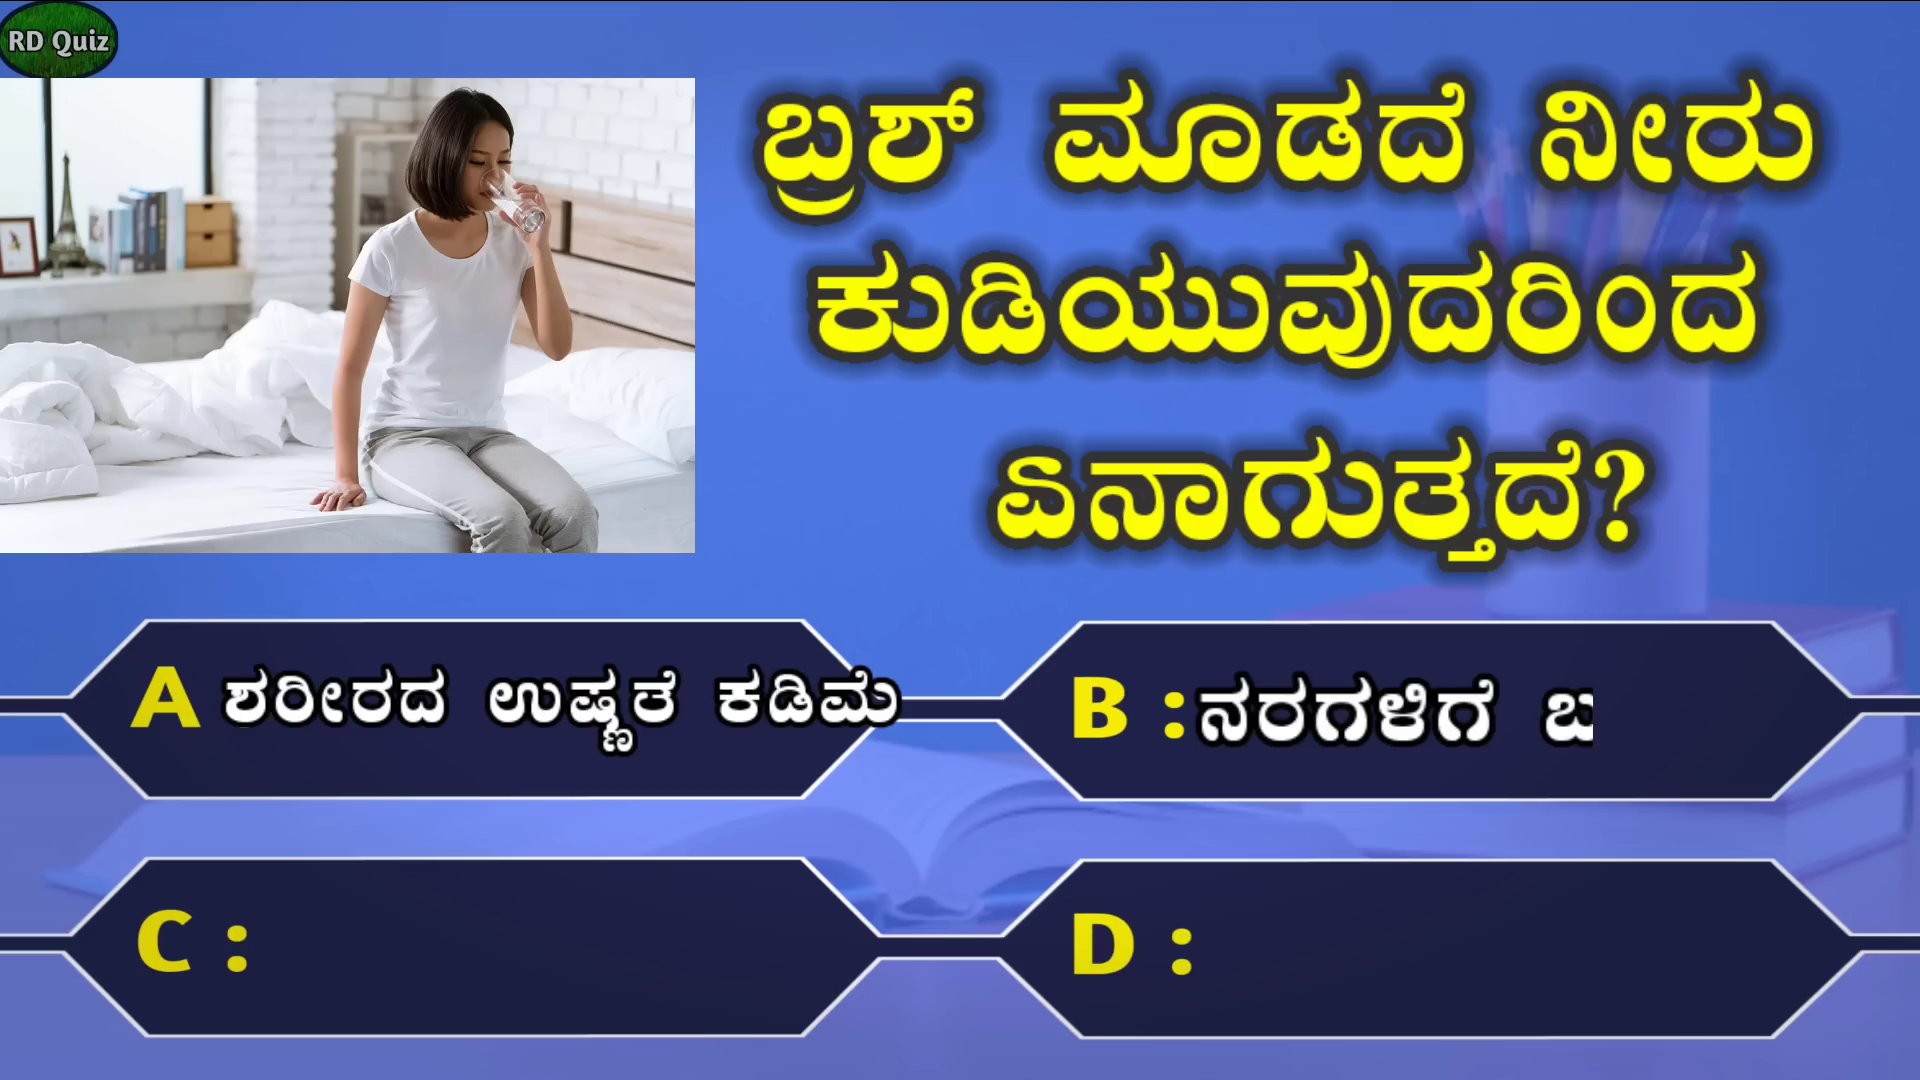 RD Quiz
ಬ್ರಶ್ ಮಾಡದೆ ನೀರು
ಕುಡಿಯುವುದರಿಂದ
ಏನಾಗುತ್ತದೆ?
A ಶರೀರದ ಉಷ್ಣತೆ ಕಡಿಮೆ
B : ನರಗಳಿಗೆ
C :
D :